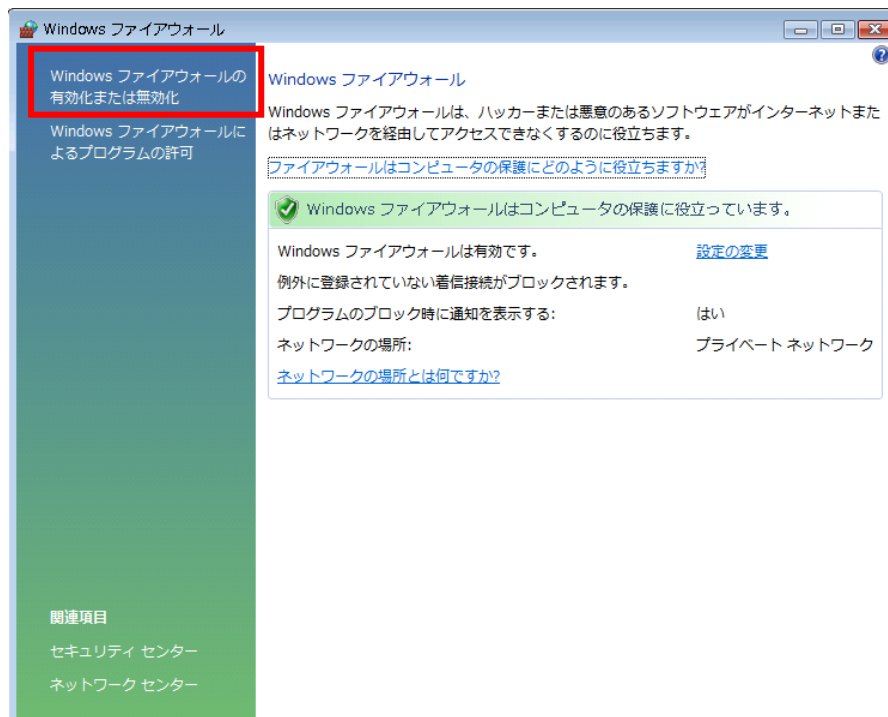 Windows ファイアウォール
Windows ファイアウォールの
有効化または無効化
Windows ファイアウォールに
よるプログラムの許可
Windows ファイアウォール
Windows ファイアウォールは、ハッカーまたは悪意のあるソフトウェアがインターネットまた
はネットワークを経由してアクセスできなくするのに役立ちます。
ファイアウォールはコンピュータの保護にどのように役立ちますか?
Windows ファイアウォールはコンピュータの保護に役立っています。
Windows ファイアウォールは有効です。 設定の変更
例外に登録されていない着信接続がブロックされます。
プログラムのブロック時に通知を表示する: はい
ネットワークの場所: プライベート ネットワーク
ネットワークの場所とは何ですか?
関連項目
セキュリティ センター
ネットワーク センター